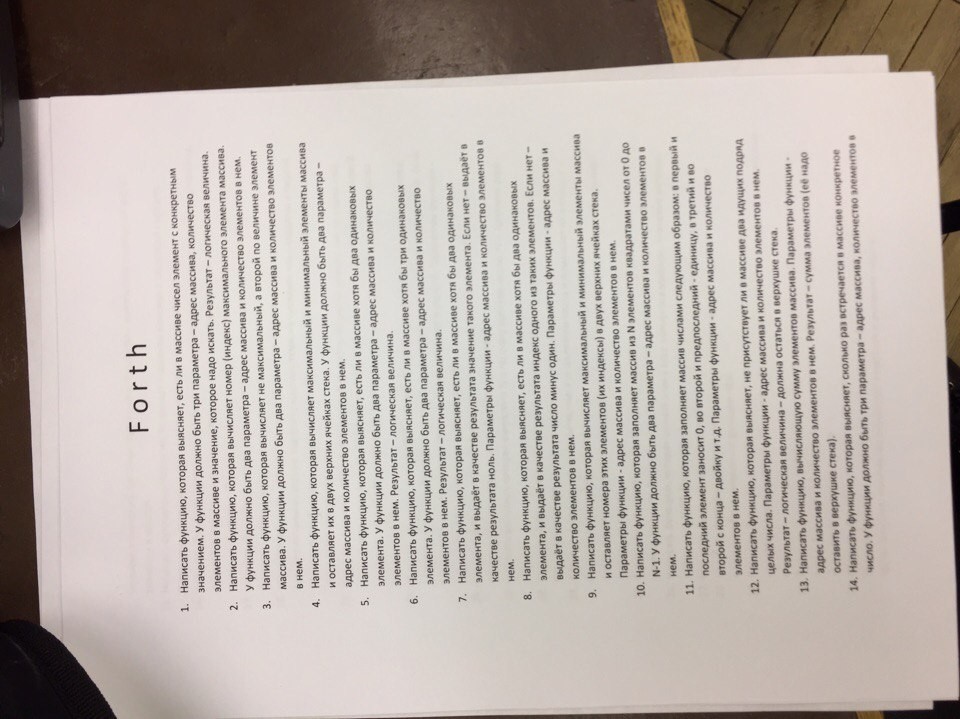 Forth
1. Написать функцию, которая выясняет, есть ли в массиве чисел элемент с конкретным
значением. У функции должно быть три параметра – адрес массива, количество
элементов в массиве и значение, которое надо искать. Результат – логическая величина.
2. Написать функцию, которая вычисляет номер (индекс) максимального элемента массива.
У функции должно быть два параметра – адрес массива и количество элементов в нем.
3. Написать функцию, которая вычисляет не максимальный, а второй по величине элемент
массива. У функции должно быть два параметра – адрес массива и количество элементов
в нем.
4. Написать функцию, которая вычисляет максимальный и минимальный элементы массива
и оставляет их в двух верхних ячейках стека. У функции должно быть два параметра –
адрес массива и количество элементов в нем.
5. Написать функцию, которая выясняет, есть ли в массиве хотя бы два одинаковых
элемента. У функции должно быть два параметра – адрес массива и количество
элементов в нем. Результат – логическая величина.
6. Написать функцию, которая выясняет, есть ли в массиве хотя бы три одинаковых
элемента. У функции должно быть два параметра – адрес массива и количество
элементов в нем. Результат – логическая величина.
7. Написать функцию, которая выясняет, есть ли в массиве хотя бы два одинаковых
элемента, и выдаёт в качестве результата значение такого элемента. Если нет – выдаёт в
качестве результата ноль. Параметры функции - адрес массива и количество элементов в
нем.
8. Написать функцию, которая выясняет, есть ли в массиве хотя бы два одинаковых
элемента, и выдаёт в качестве результата индекс одного из таких элементов. Если нет –
выдаёт в качестве результата число минус один. Параметры функции - адрес массива и
количество элементов в нем.
9. Написать функцию, которая вычисляет максимальный и минимальный элементы массива
и оставляет номера этих элементов (их индексы) в двух верхних ячейках стека.
Параметры функции - адрес массива и количество элементов в нем.
10. Написать функцию, которая заполняет массив из N элементов квадратами чисел от 0 до
N-1. У функции должно быть два параметра – адрес массива и количество элементов в
нем.
11. Написать функцию, которая заполняет массив числами следующим образом: в первый и
последний элемент заносит 0, во второй и предпоследний - единицу, в третий и во
второй с конца – двойку и т.д. Параметры функции - адрес массива и количество
элементов в нем.
12. Написать функцию, которая выясняет, не присутствует ли в массиве два идущих подряд
целых числа. Параметры функции - адрес массива и количество элементов в нем.
Результат – логическая величина – должна остаться в верхушке стека.
13. Написать функцию, вычисляющую сумму элементов массива. Параметры функции -
адрес массива и количество элементов в нем. Результат – сумма элементов (её надо
оставить в верхушке стека).
14. Написать функцию, которая выясняет, сколько раз встречается в массиве конкретное
число. У функции должно быть три параметра – адрес массива, количество элементов в